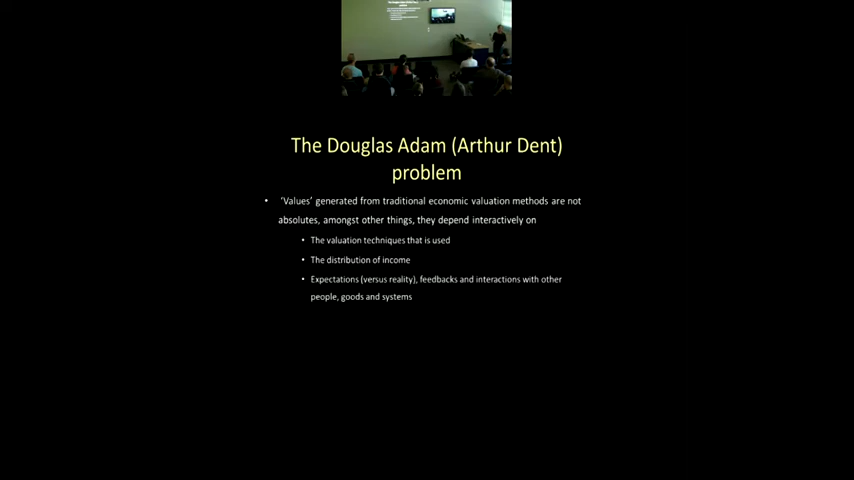 The Douglas Adam (Arthur Dent)
problem
• ‘Values’ generated from traditional economic valuation methods are not
absolutes, amongst other things, they depend interactively on
• The valuation techniques that is used
• The distribution of income
• Expectations (versus reality), feedbacks and interactions with other
people, goods and systems